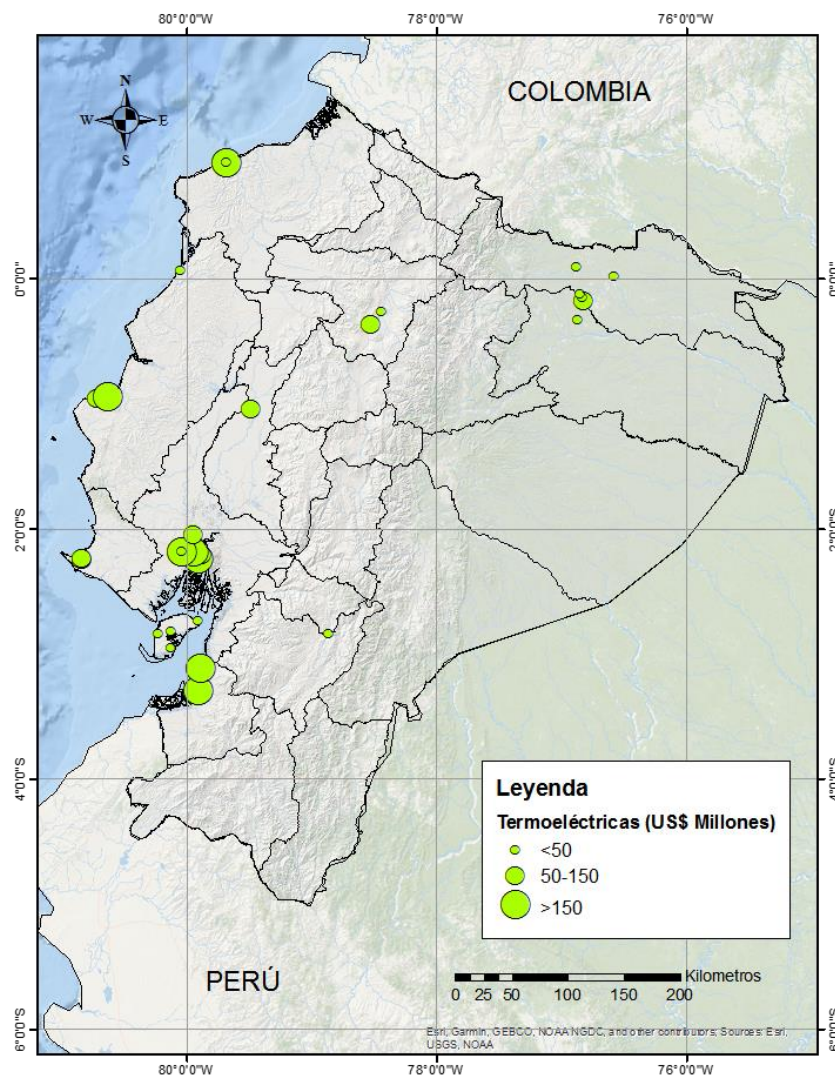 80°0'0"W 78°0'0"W 76°0'0"W
COLOMBIA
N
W E
S
0°0'0" 0°0'0"
2°0'0"S 2°0'0"S
4°0'0"S 4°0'0"S
Leyenda
Termoeléctricas (US$ Millones)
<50
50-150
>150
PERÚ
Kilometros
0 25 50 100 150 200
6°0'0"S 6°0'0"S
Esri, Garmin, GEBCO, NOAA NGDC, and other contributors; Sources: Esri,
USGS, NOAA
80°0'0"W 78°0'0"W 76°0'0"W